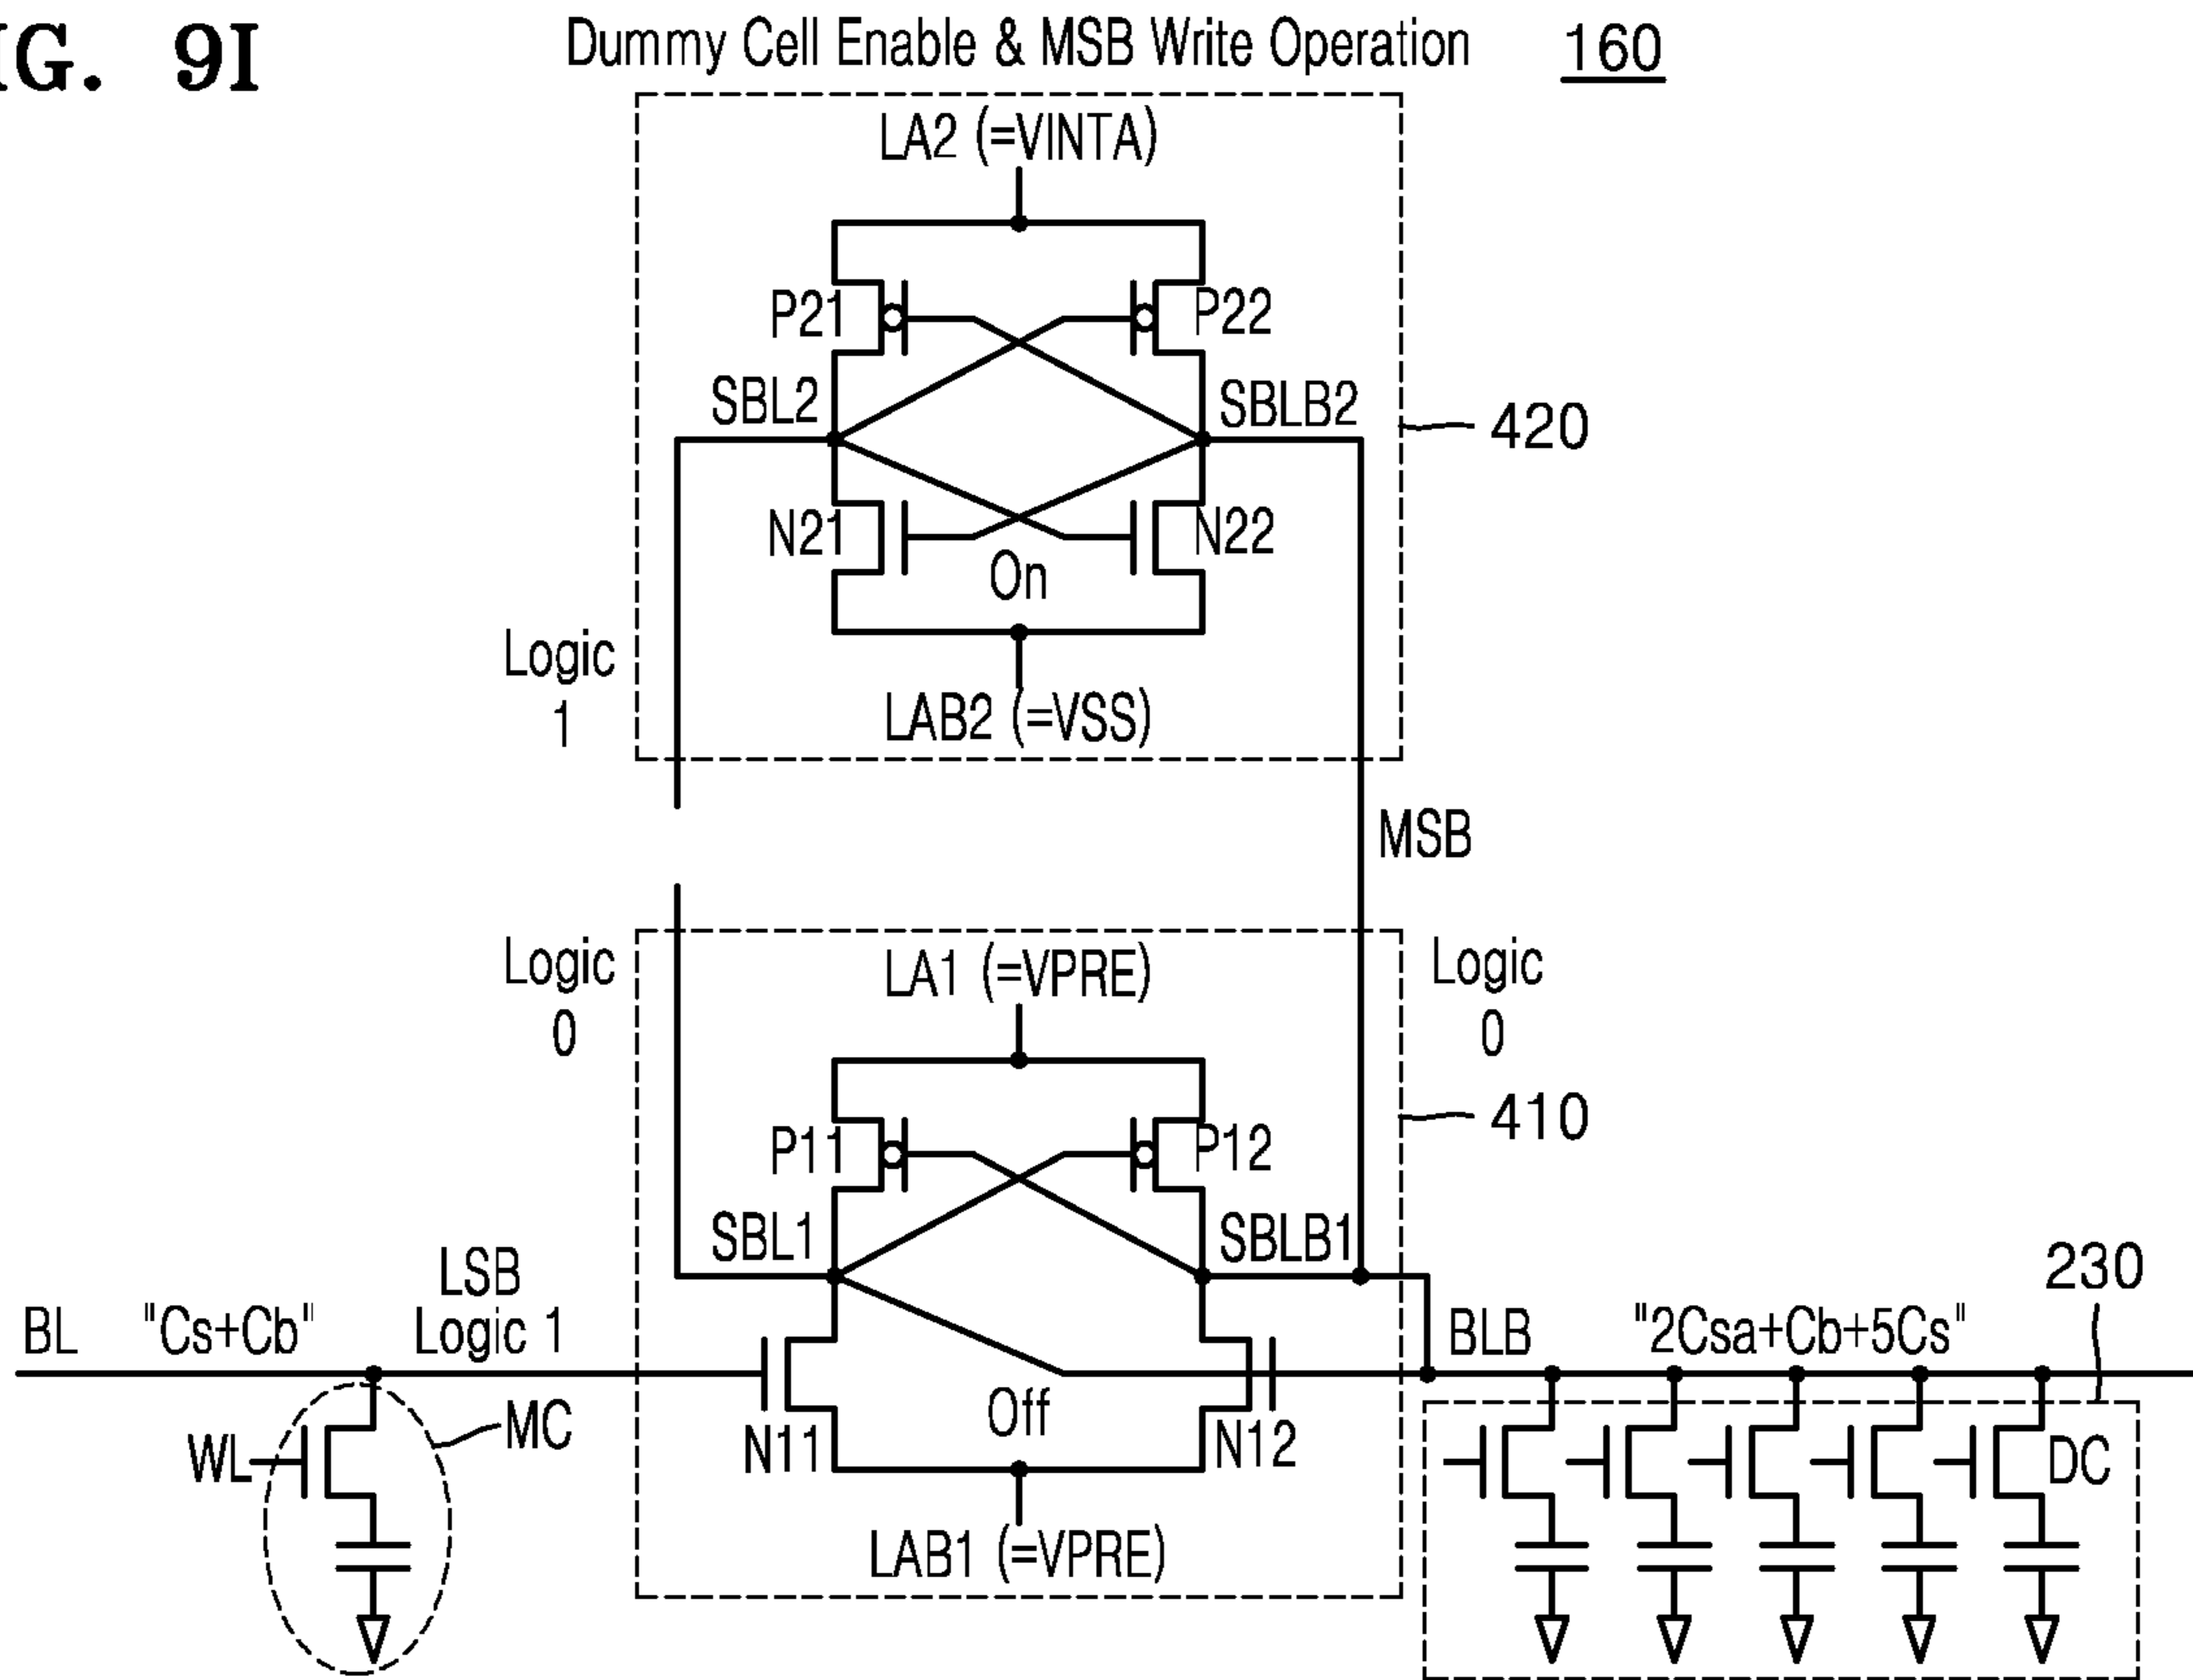 IG. 9I
Dummy Cell Enable & MSB Write Operation
160
LA2 (=VINTA)
P21
P22
SBL2
SBLB2
420
N21
N22
On
Logic
1
LAB2 (=VSS)
MSB
Logic
0
LA1 (=VPRE)
Logic
0
410
P11
P12
SBL1
SBLB1
230
LSB
BL
"Cs+Cb"
Logic 1
BLB
"2Csa+Cb+5Cs"
Off
MC
WL
N11
N12
DC
LAB1 (=VPRE)